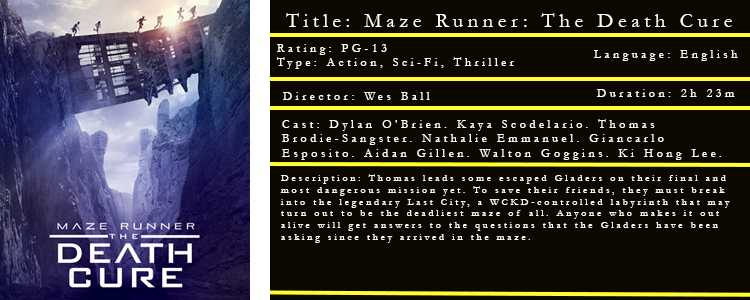 MAZE RUNNER
THE
DEATH
CURE
Title: Maze Runner: The Death Cure
Rating: PG-13
Type: Action, Sci-Fi, Thriller
Language: English
Director: Wes Ball
Duration: 2h 23m
Cast: Dylan O'Brien. Kaya Scodelario. Thomas
Brodie-Sangster. Nathalie Emmanuel. Giancarlo
Esposito. Aidan Gillen. Walton Goggins. Ki Hong Lee.
Description: Thomas leads some escaped Gladers on their final and
most dangerous mission yet. To save their friends, they must break
into the legendary Last City, a WCKD-controlled labyrinth that may
turn out to be the deadliest maze of all. Anyone who makes it out
alive will get answers to the questions that the Gladers have been
asking since they arrived in the maze.